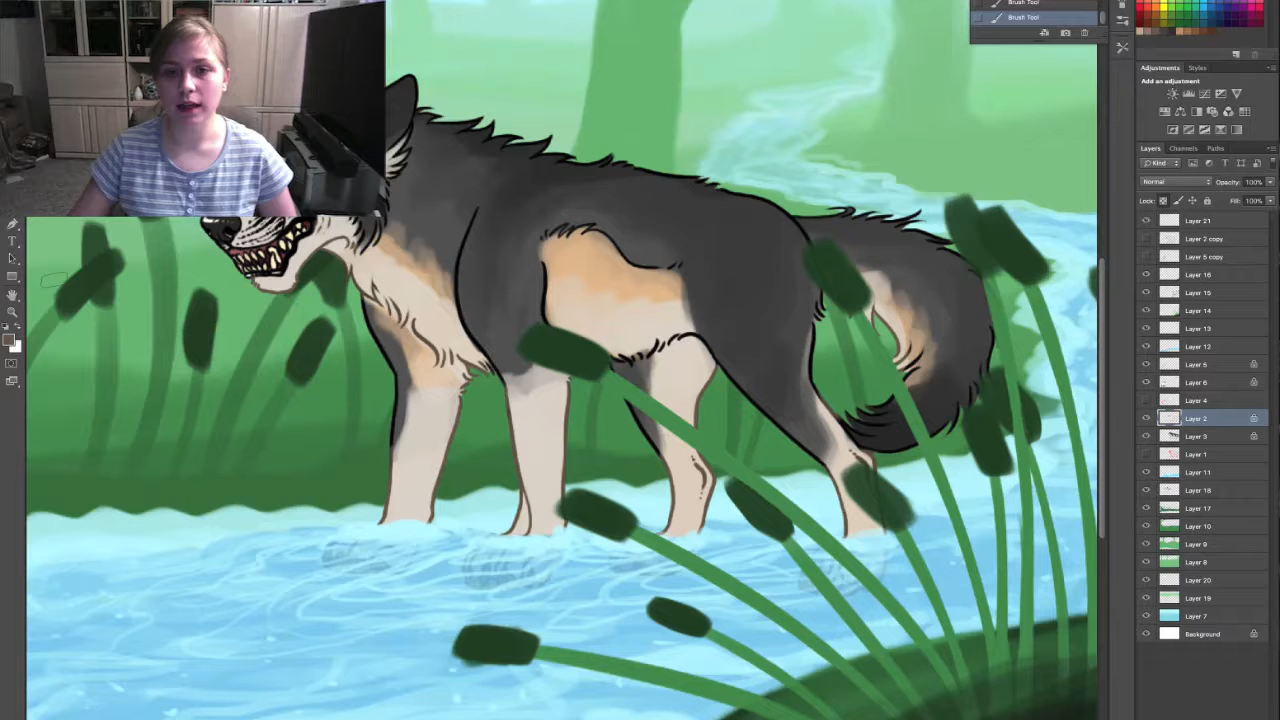 Brush Tool
Brush Tool
Adjustments Styles
Add an adjustment
Layers Channels Paths
Kind
Normal Opacity: 100%
Lock: Fill: 100%
Layer 21
Layer 2 copy
Layer 5 copy
Layer 16
Layer 15
Layer 14
Layer 13
Layer 12
Layer 5
Layer 6
Layer 4
Layer 2
Layer 3
Layer 1
Layer 11
Layer 18
Layer 17
Layer 10
Layer 9
Layer 8
Layer 20
Layer 19
Layer 7
Background